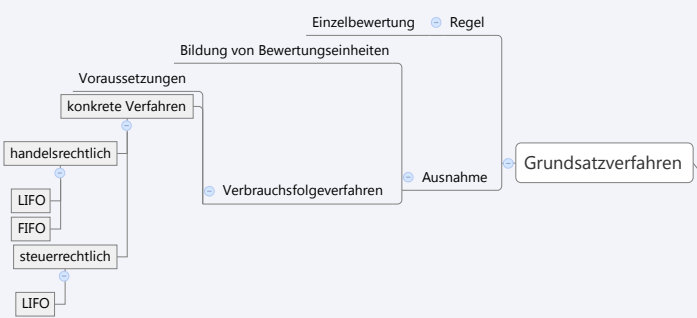 Einzelbewertung Regel
Bildung von Bewertungseinheiten
Voraussetzungen
konkrete Verfahren
handelsrechtlich
Grundsatzverfahren
Ausnahme
Verbrauchsfolgeverfahren
LIFO
FIFO
steuerrechtlich
LIFO